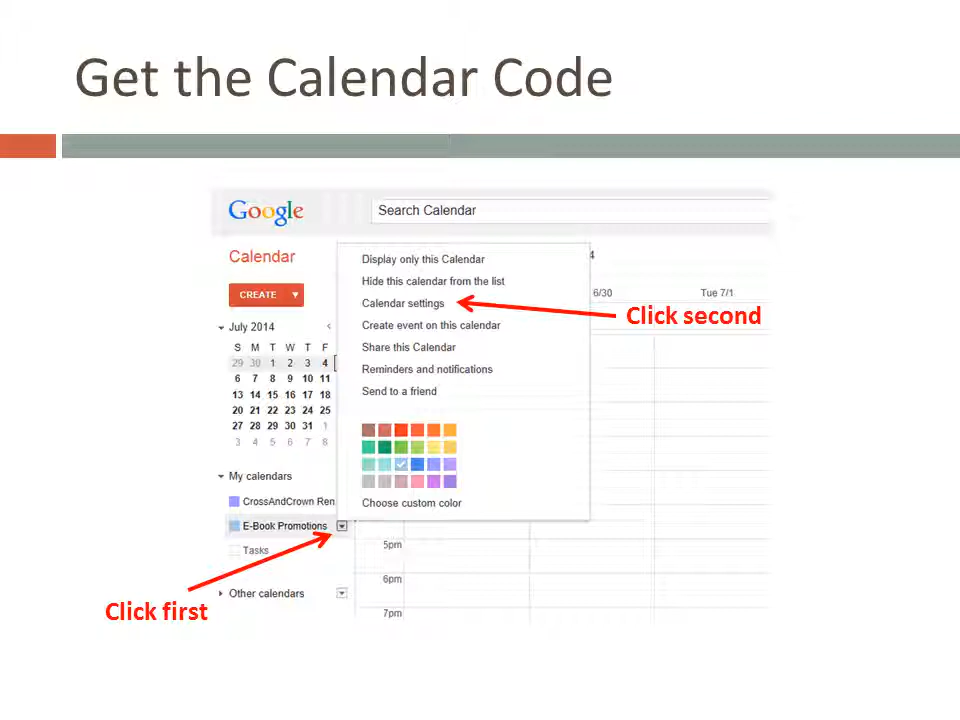 Get the Calendar Code
Google
Search Calendar
Calendar
CREATE
Display only this Calendar
Hide this calendar from the list
Calendar settings
Create event on this calendar
Share this Calendar
Reminders and notifications
Send to a friend
Choose custom color
4
6/30
Tue 7/1
Click second
July 2014
S M T W T F
29 30 1 2 3 4
6 7 8 9 10 11
13 14 15 16 17 18
20 21 22 23 24 25
27 28 29 30 31 1
3 4 5 6 7 8
My calendars
CrossAndCrown Ren
E-Book Promotions
Tasks
Other calendars
5pm
6pm
7pm
Click first